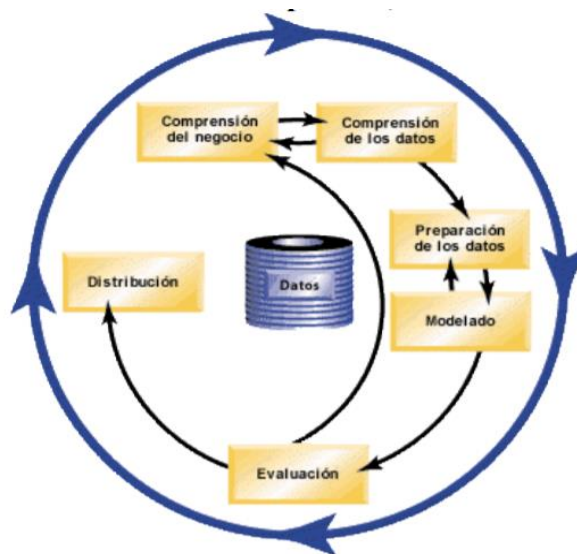 Comprensión
del negocio
Comprensión
de los datos
Preparación
de los datos
Distribución
Datos
Modelado
Evaluación